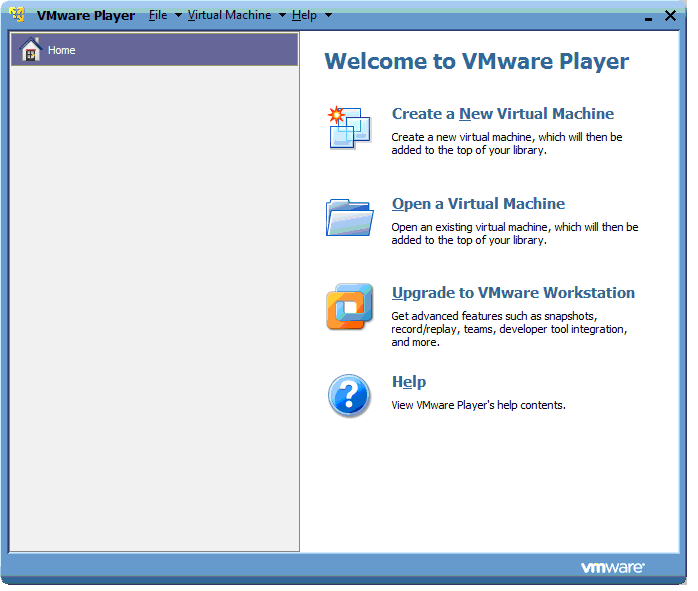 VMware Player File Virtual Machine Help
Home
Welcome to VMware Player
Create a New Virtual Machine
Create a new virtual machine, which will then be
added to the top of your library.
Open a Virtual Machine
Open an existing virtual machine, which will then be
added to the top of your library.
Upgrade to VMware Workstation
Get advanced features such as snapshots,
record/replay, teams, developer tool integration,
and more.
Help
View VMware Player's help contents.
vmware